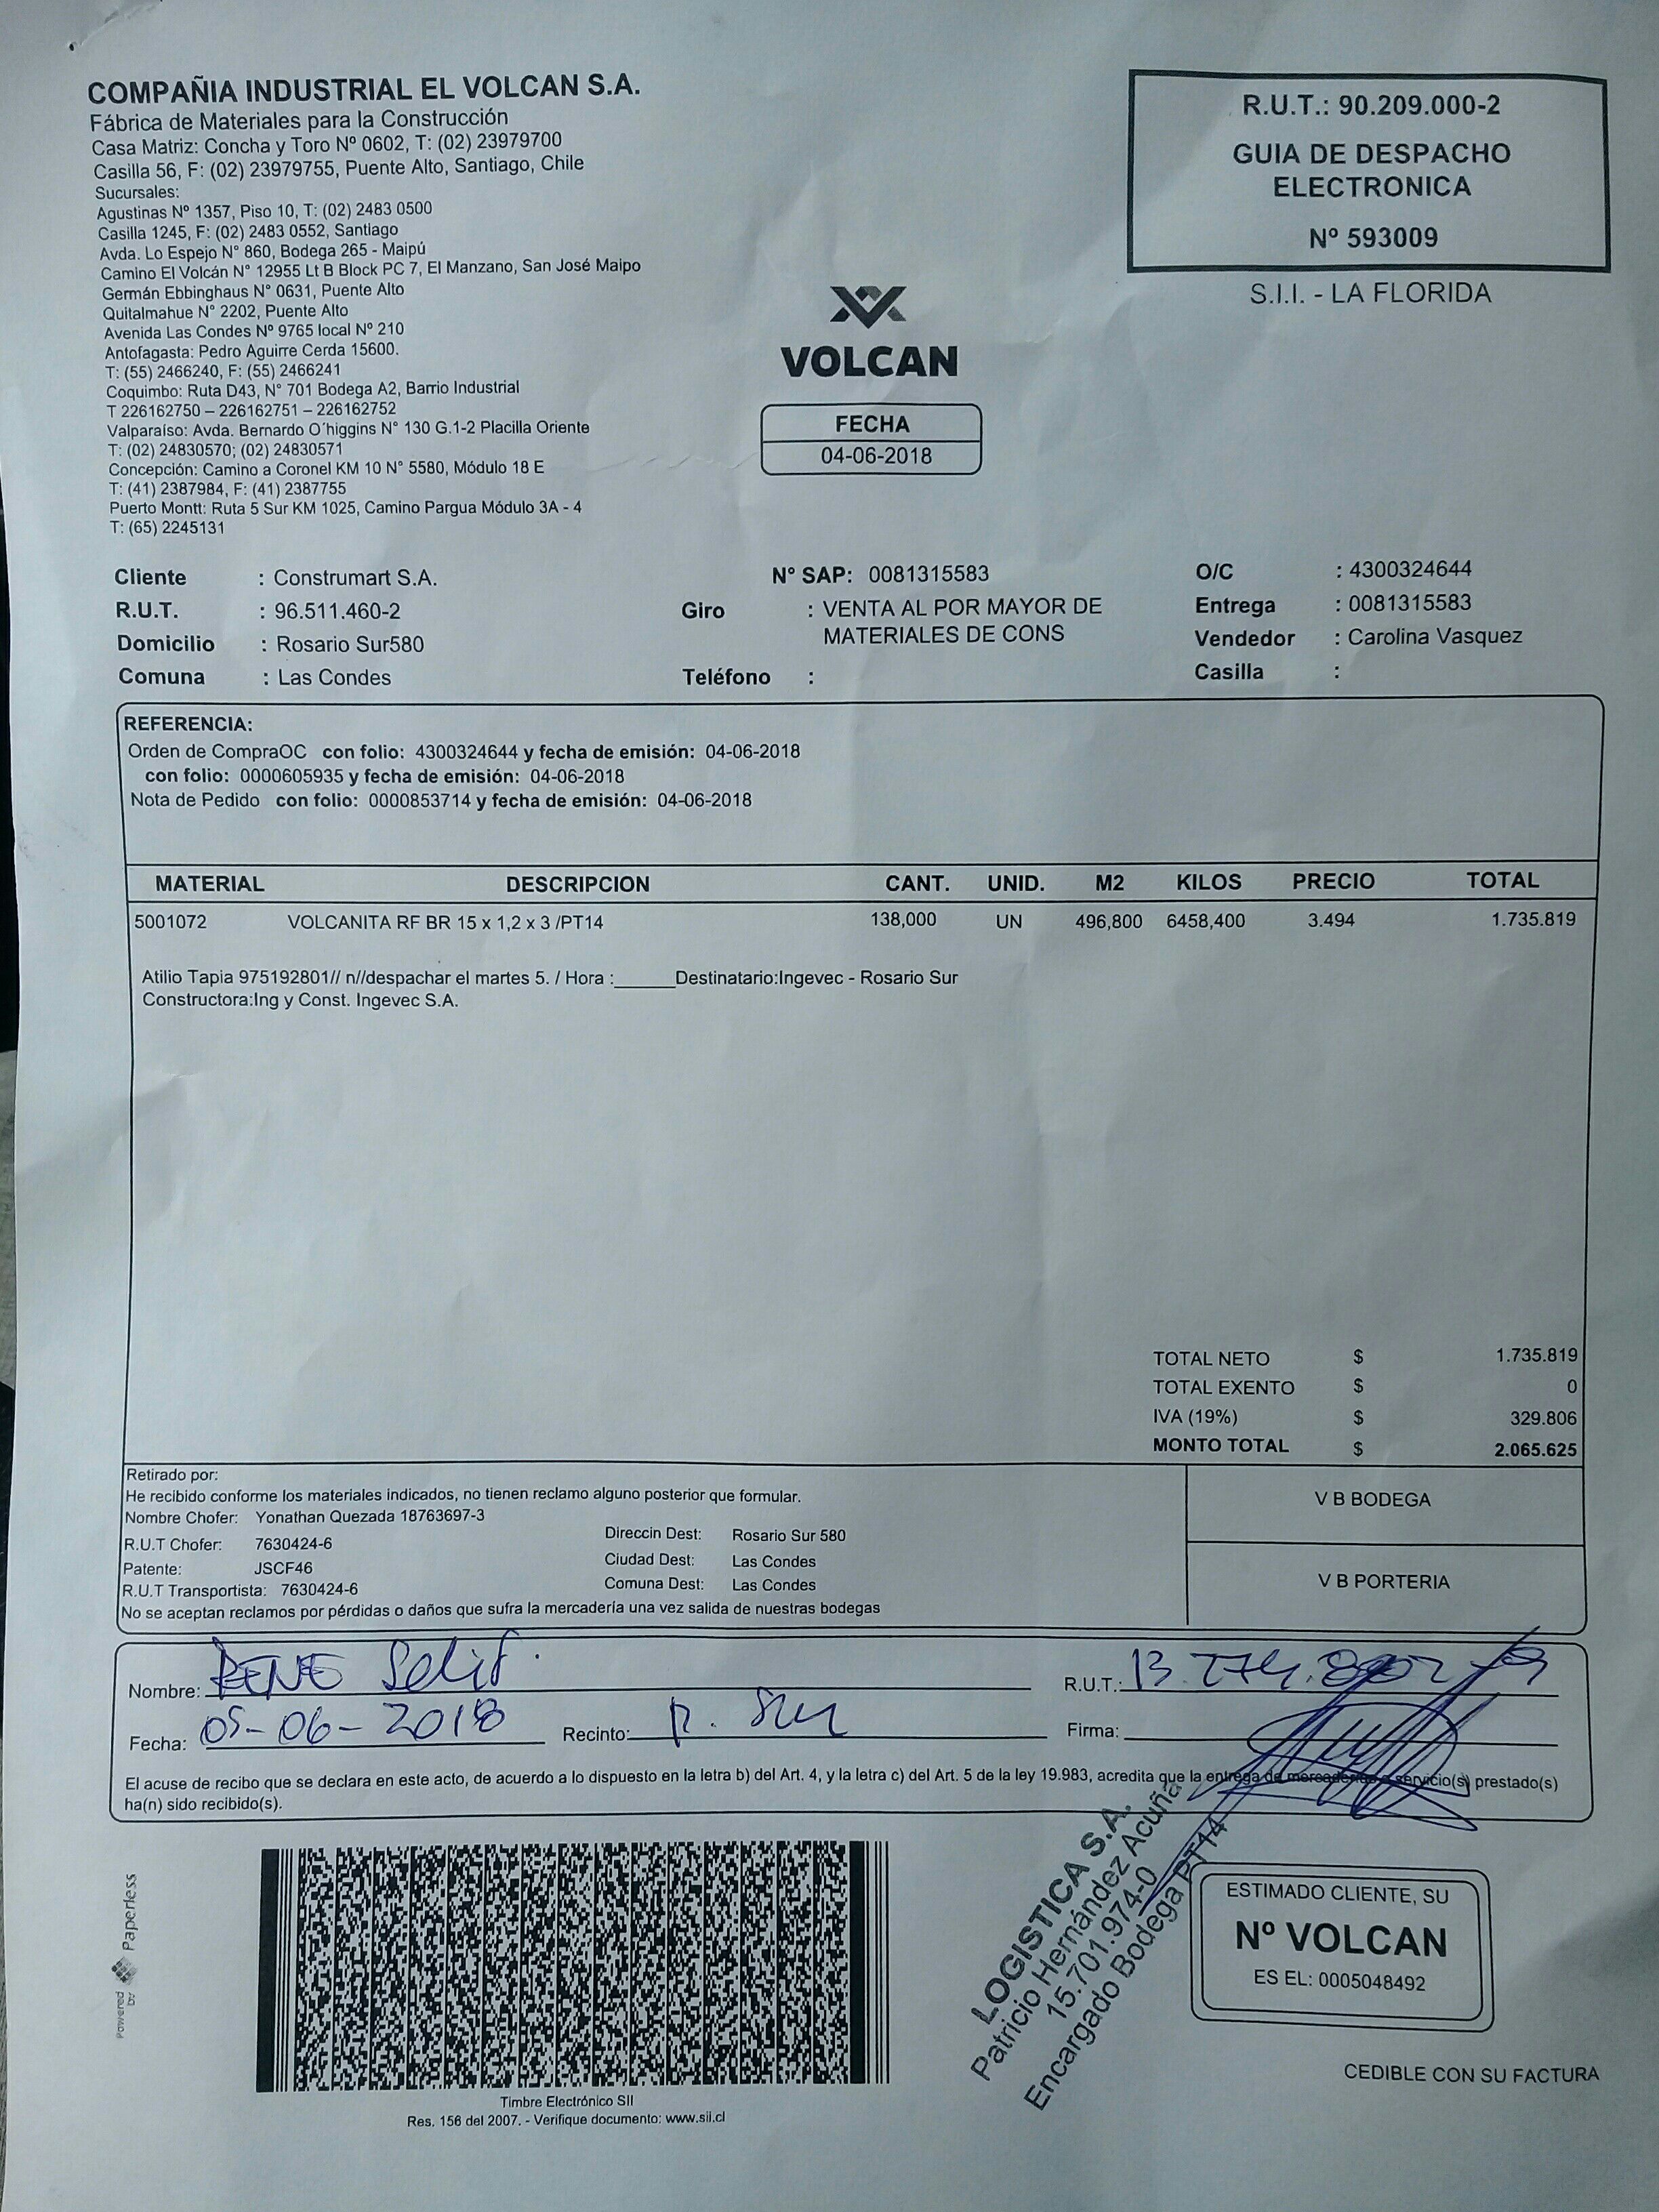 COMPAÑIA INDUSTRIAL EL VOLCAN S.A.
Fábrica de Materiales para la Construcción
Casa Matriz: Concha y Toro Nº 0602, T: (02) 23979700
Casilla 56, F: (02) 23979755, Puente Alto, Santiago, Chile
Sucursales:
Agustinas Nº 1357, Piso 10, T: (02) 2483 0500
Casilla 1245, F: (02) 2483 0552, Santiago
Avda. Lo Espejo N° 860, Bodega 265 - Maipú
Camino El Volcán N° 12955 Lt B Block PC 7, El Manzano, San José Maipo
Germán Ebbinghaus N° 0631, Puente Alto
Quitalmahue N° 2202, Puente Alto
Avenida Las Condes Nº 9765 local Nº 210
Antofagasta: Pedro Aguirre Cerda 15600.
T: (55) 2466240, F: (55) 2466241
Coquimbo: Ruta D43, N° 701 Bodega A2, Barrio Industrial
T 226162750 – 226162751 – 226162752
Valparaíso: Avda. Bernardo O´higgins N° 130 G.1-2 Placilla Oriente
T: (02) 24830570; (02) 24830571
Concepción: Camino a Coronel KM 10 N° 5580, Módulo 18 E
T: (41) 2387984, F: (41) 2387755
Puerto Montt: Ruta 5 Sur KM 1025, Camino Pargua Módulo 3A - 4
T: (65) 2245131
R.U.T.: 90.209.000-2
GUIA DE DESPACHO
ELECTRONICA
Nº 593009
S.I.I. - LA FLORIDA
VOLCAN
FECHA
04-06-2018
Cliente : Construmart S.A. N° SAP: 0081315583 O/C : 4300324644
R.U.T. : 96.511.460-2 Giro : VENTA AL POR MAYOR DE Entrega : 0081315583
Domicilio : Rosario Sur580 MATERIALES DE CONS Vendedor : Carolina Vasquez
Comuna : Las Condes Teléfono : Casilla :
REFERENCIA:
Orden de CompraOC con folio: 4300324644 y fecha de emisión: 04-06-2018
con folio: 0000605935 y fecha de emisión: 04-06-2018
Nota de Pedido con folio: 0000853714 y fecha de emisión: 04-06-2018
MATERIAL DESCRIPCION CANT. UNID. M2 KILOS PRECIO TOTAL
5001072 VOLCANITA RF BR 15 x 1,2 x 3 /PT14 138,000 UN 496,800 6458,400 3.494 1.735.819
Atilio Tapia 975192801// n//despachar el martes 5. / Hora :______Destinatario:Ingevec - Rosario Sur
Constructora:Ing y Const. Ingevec S.A.
TOTAL NETO $ 1.735.819
TOTAL EXENTO $ 0
IVA (19%) $ 329.806
MONTO TOTAL $ 2.065.625
Retirado por:
He recibido conforme los materiales indicados, no tienen reclamo alguno posterior que formular.
Nombre Chofer: Yonathan Quezada 18763697-3
R.U.T Chofer: 7630424-6 Direccin Dest: Rosario Sur 580
Patente: JSCF46 Ciudad Dest: Las Condes
R.U.T Transportista: 7630424-6 Comuna Dest: Las Condes
No se aceptan reclamos por pérdidas o daños que sufra la mercadería una vez salida de nuestras bodegas
V B BODEGA
V B PORTERIA
Nombre: RENE R.U.T.:
Fecha: 05-06-2018 Recinto: R. Sur Firma:
El acuse de recibo que se declara en este acto, de acuerdo a lo dispuesto en la letra b) del Art. 4, y la letra c) del Art. 5 de la ley 19.983, acredita que la entrega de mercaderías o servicio(s) prestado(s)
ha(n) sido recibido(s).
powered by Paperless
LOGISTICA S.A.
Patricio Hernández Acuña
15.701.974-0
Encargado Bodega PT14
ESTIMADO CLIENTE, SU
Nº VOLCAN
ES EL: 0005048492
CEDIBLE CON SU FACTURA
Timbre Electrónico SII
Res. 156 del 2007. - Verifique documento: www.sii.cl